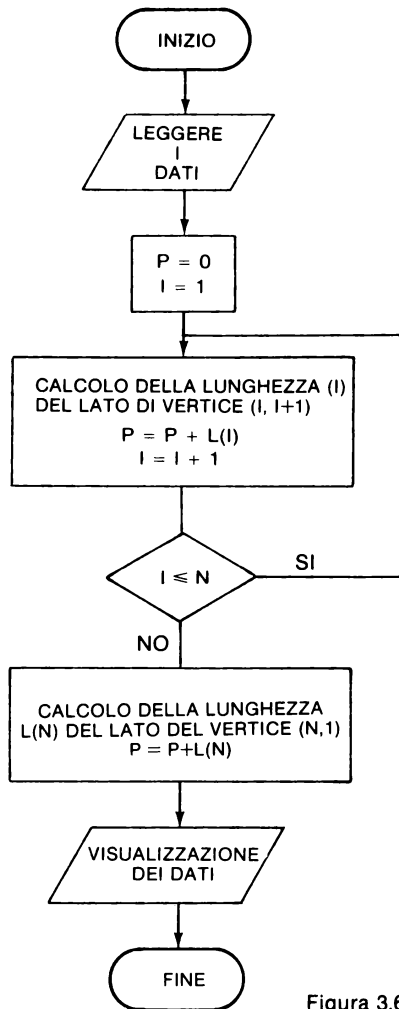 INIZIO
LEGGERE
I
DATI
P = 0
I = 1
CALCOLO DELLA LUNGHEZZA (I)
DEL LATO DI VERTICE (I, I+1)
P = P + L(I)
I = I + 1
I ≤ N
SI
NO
CALCOLO DELLA LUNGHEZZA
L(N) DEL LATO DEL VERTICE (N,1)
P = P+L(N)
VISUALIZZAZIONE
DEI DATI
FINE
Figura 3.6